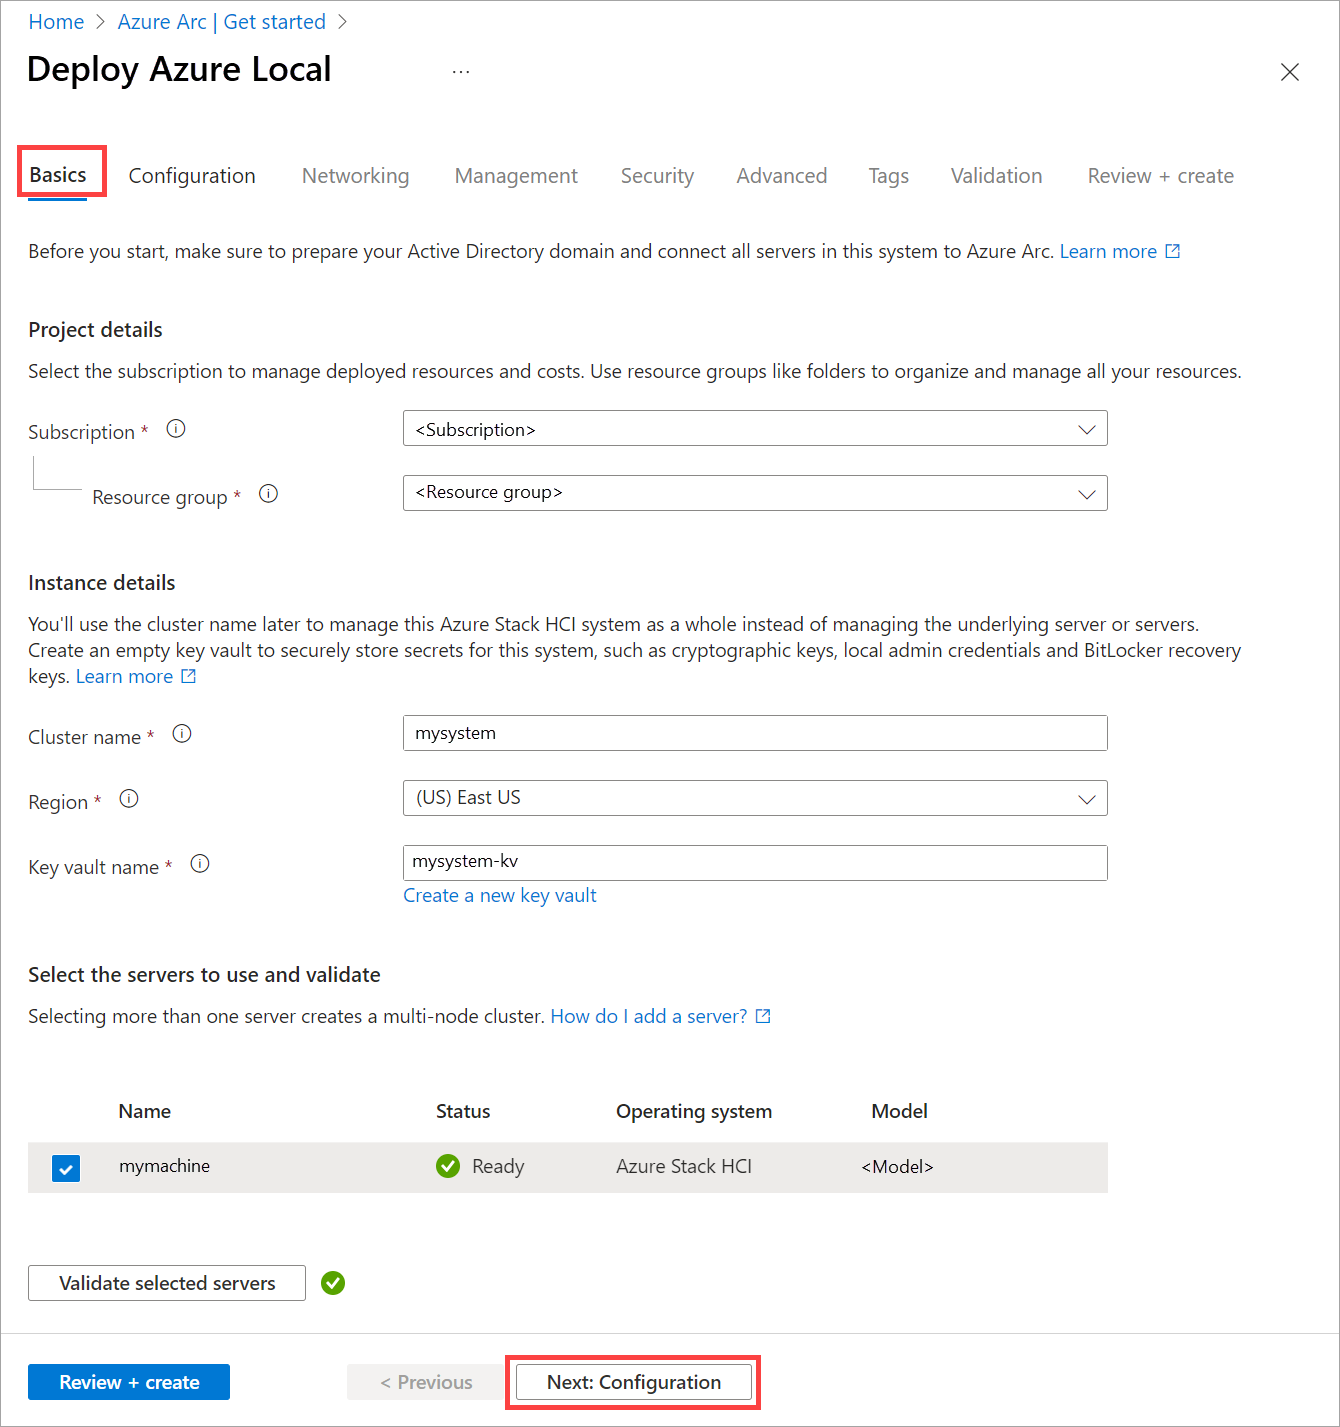 Home > Azure Arc | Get started >
Deploy Azure Local ...
Basics Configuration Networking Management Security Advanced Tags Validation Review + create
Before you start, make sure to prepare your Active Directory domain and connect all servers in this system to Azure Arc. Learn more
Project details
Select the subscription to manage deployed resources and costs. Use resource groups like folders to organize and manage all your resources.
Subscription * <Subscription>
Resource group * <Resource group>
Instance details
You'll use the cluster name later to manage this Azure Stack HCI system as a whole instead of managing the underlying server or servers.
Create an empty key vault to securely store secrets for this system, such as cryptographic keys, local admin credentials and BitLocker recovery
keys. Learn more
Cluster name * mysystem
Region * (US) East US
Key vault name * mysystem-kv
Create a new key vault
Select the servers to use and validate
Selecting more than one server creates a multi-node cluster. How do I add a server?
Name Status Operating system Model
mymachine Ready Azure Stack HCI <Model>
Validate selected servers
Review + create < Previous Next: Configuration